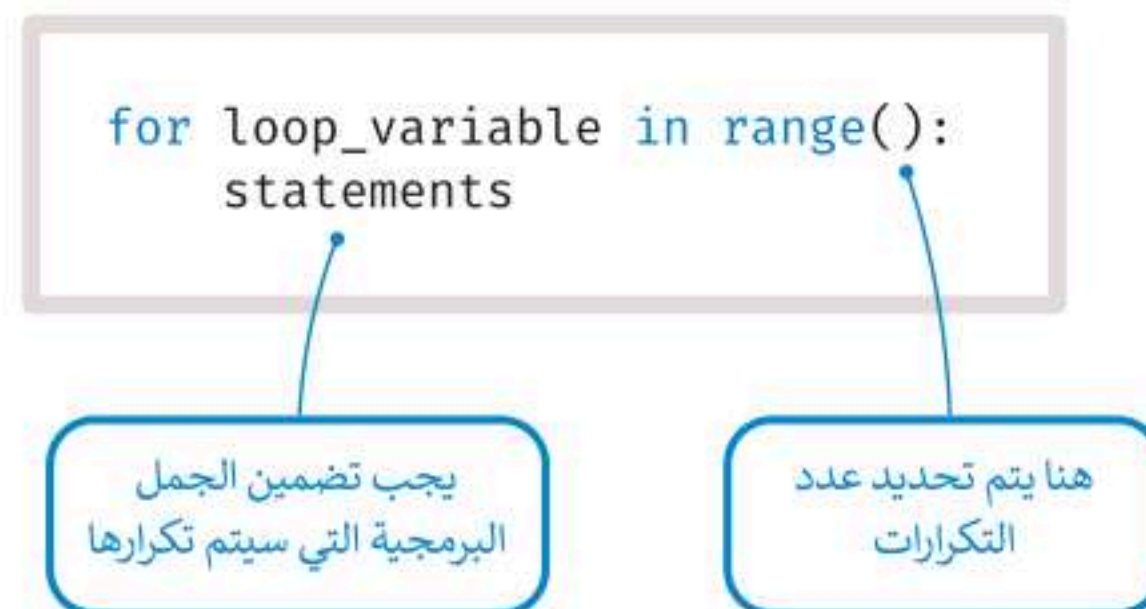 for loop_variable in range():
statements
هنا يتم تحديد عدد
التكرارات
يجب تضمين الجمل
البرمجية التي سيتم تكرارها